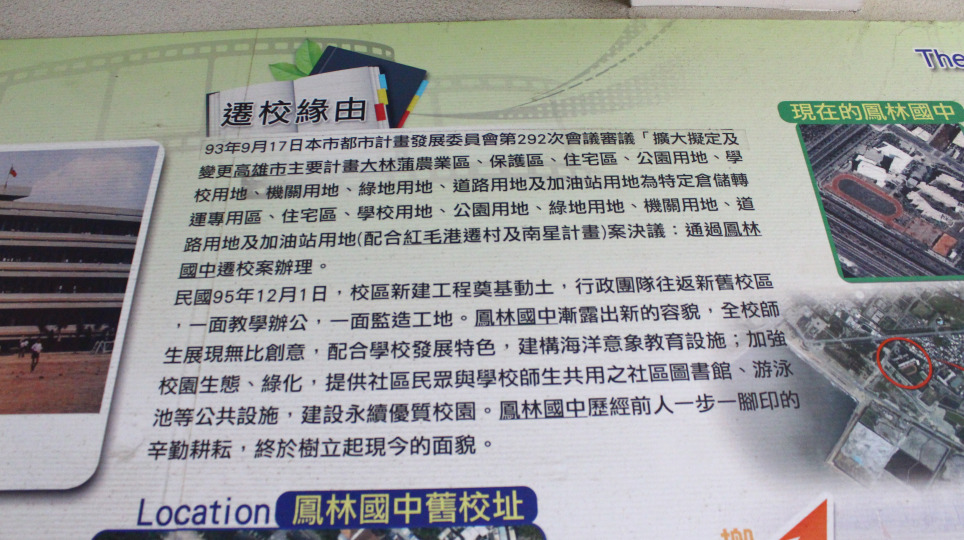 The
遷校緣由
現在的鳳林國中
93年9月17日本市都市計畫發展委員會第292次會議審議「擴大擬定及
變更高雄市主要計畫大林蒲農業區、保護區、住宅區、公園用地、學
校用地、機關用地、綠地用地、道路用地及加油站用地為特定倉儲轉
運專用區、住宅區、學校用地、公園用地、綠地用地、機關用地、道
路用地及加油站用地(配合紅毛港遷村及南星計畫)案決議：通過鳳林
國中遷校案辦理。
民國95年12月1日，校區新建工程奠基動土，行政團隊往返新舊校區
，一面教學辦公，一面監造工地。鳳林國中漸露出新的容貌，全校師
生展現無比創意，配合學校發展特色，建構海洋意象教育設施；加強
校園生態、綠化，提供社區民眾與學校師生共用之社區圖書館、游泳
池等公共設施，建設永續優質校園。鳳林國中歷經前人一步一腳印的
辛勤耕耘，終於樹立起現今的面貌。
Location 鳳林國中舊校址